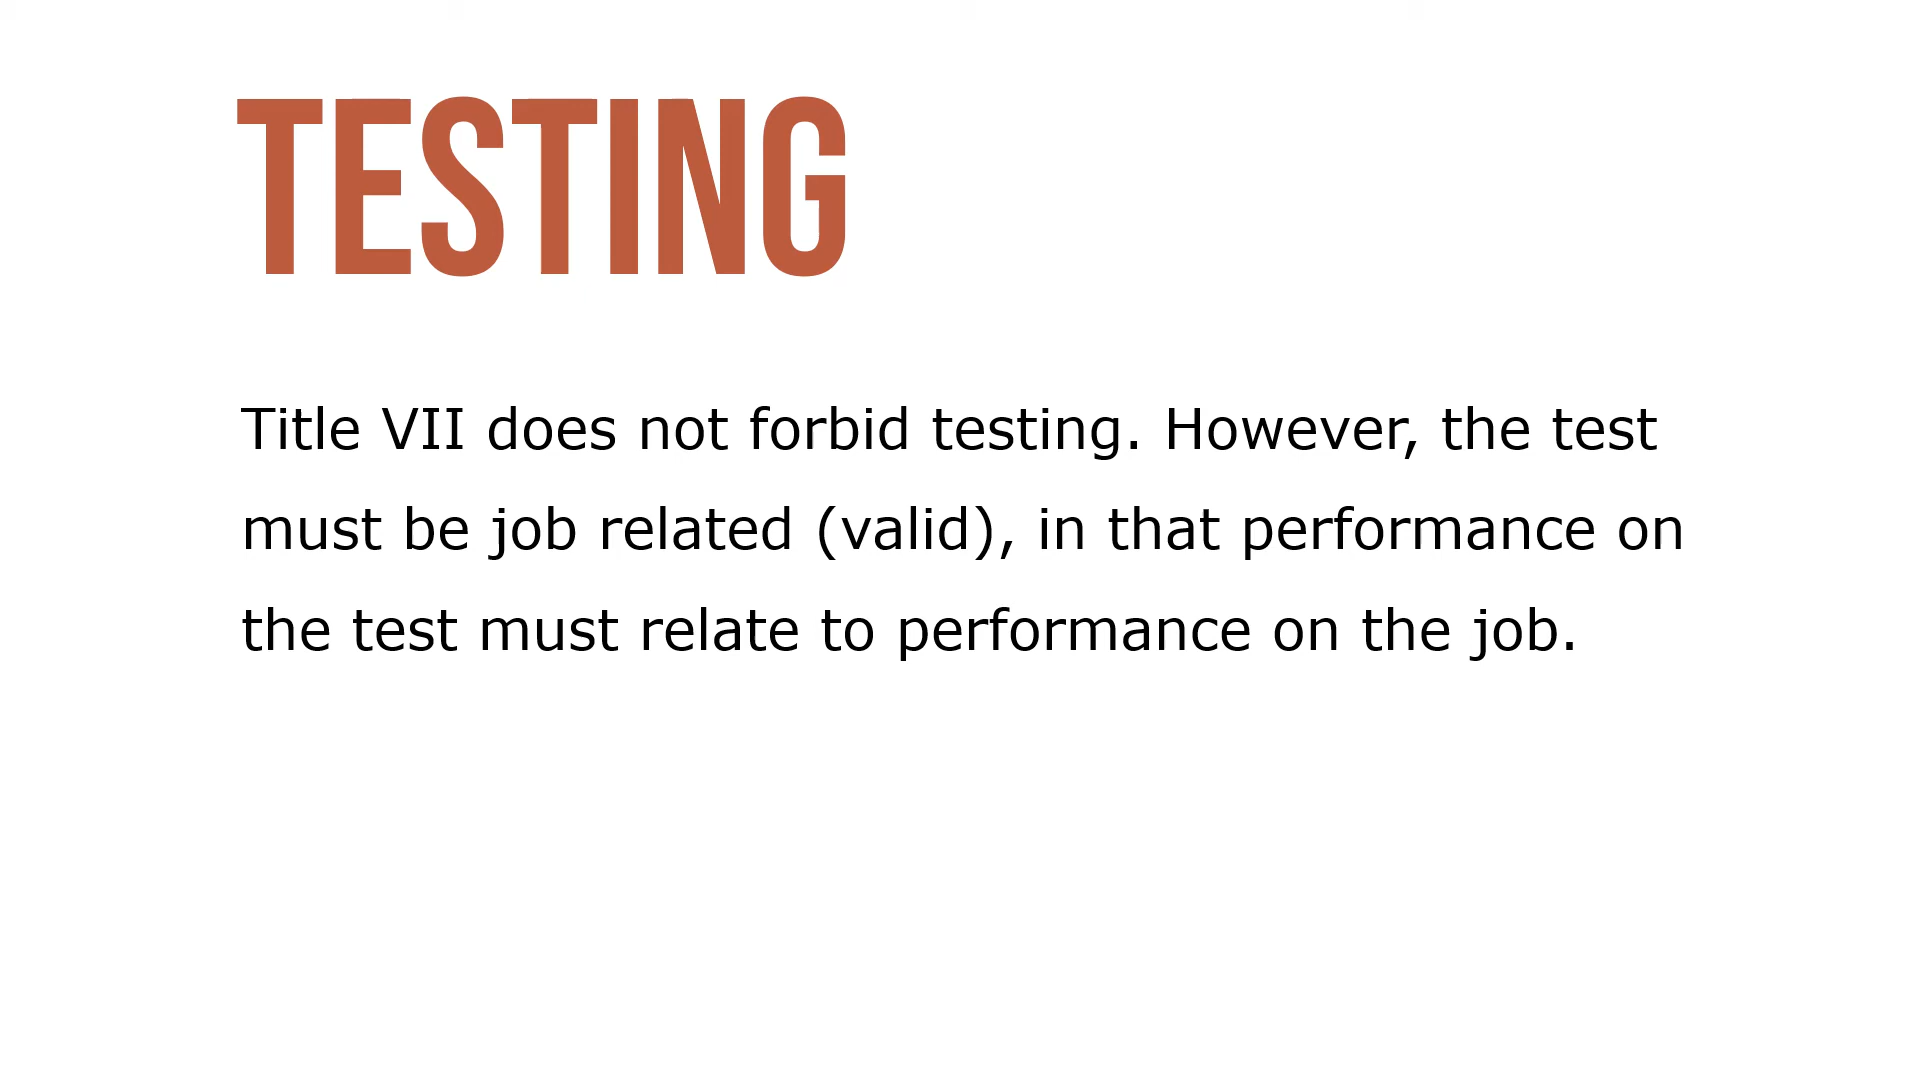 TESTING
Title VII does not forbid testing. However, the test
must be job related (valid), in that performance on
the test must relate to performance on the job.